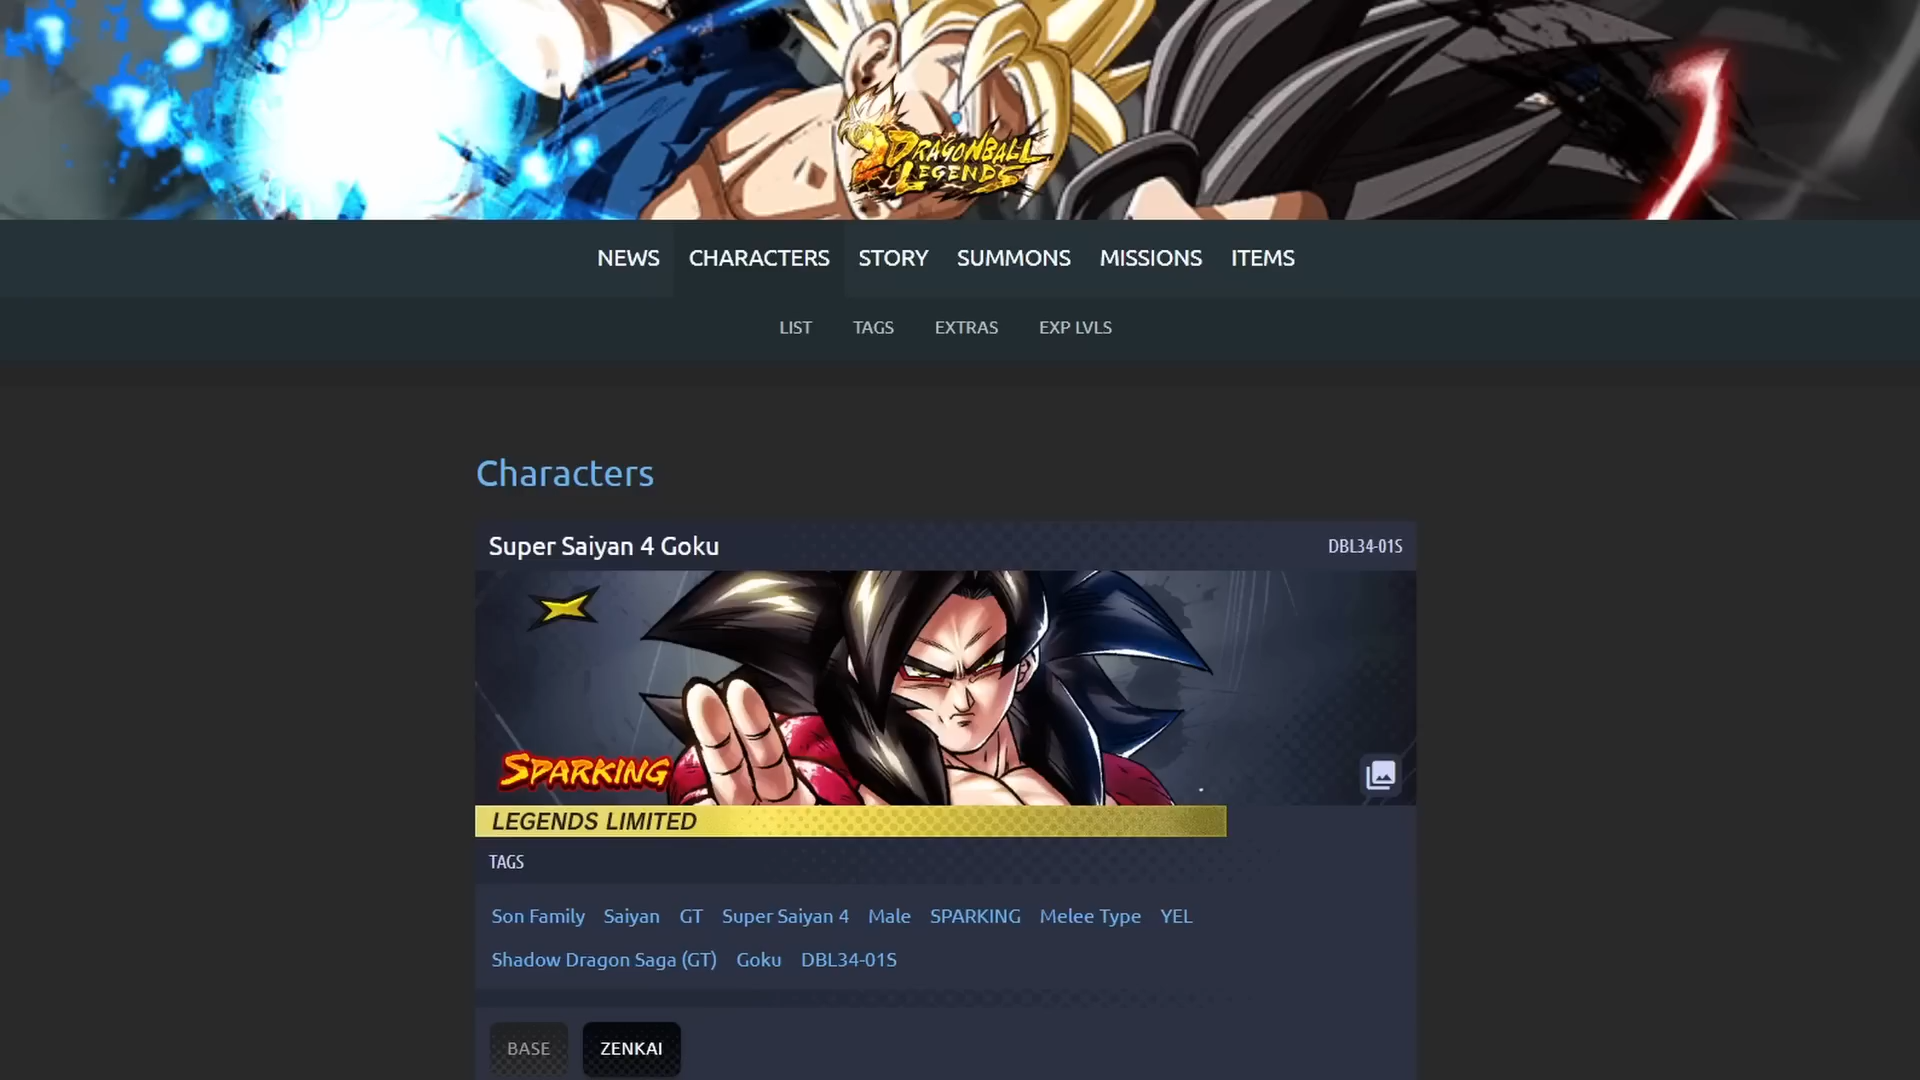 DRAGONBALL
LEGENDS
NEWS CHARACTERS STORY SUMMONS MISSIONS ITEMS
LIST TAGS EXTRAS EXP LVLS
Characters
Super Saiyan 4 Goku DBL34-01S
SPARKING
LEGENDS LIMITED
TAGS
Son Family Saiyan GT Super Saiyan 4 Male SPARKING Melee Type YEL
Shadow Dragon Saga (GT) Goku DBL34-01S
BASE ZENKAI